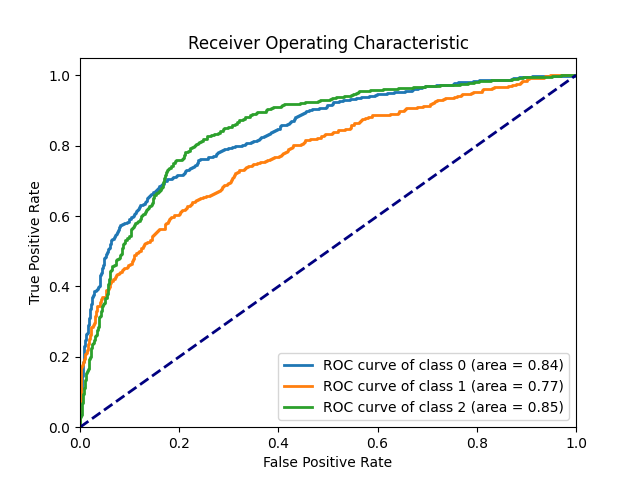 Receiver Operating Characteristic
True Positive Rate
1.0
0.8
0.6
0.4
0.2
0.0
ROC curve of class 0 (area = 0.84)
ROC curve of class 1 (area = 0.77)
ROC curve of class 2 (area = 0.85)
0.0 0.2 0.4 0.6 0.8 1.0
False Positive Rate